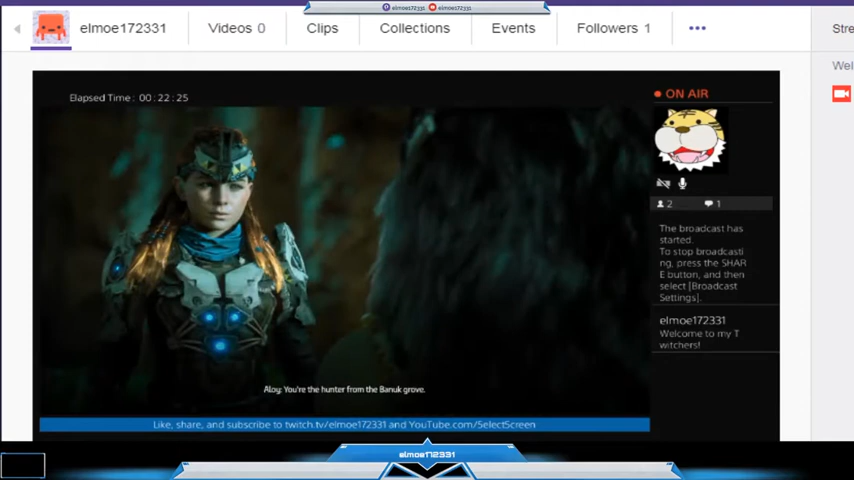 elmoe172331 elmoe172331
elmoe172331 Videos 0 Clips Collections Events Followers 1 Stre
Wel
Elapsed Time : 00 : 22 : 25
ON AIR
2 1
The broadcast has
started.
To stop broadcasti
ng, press the SHAR
E button, and then
select [Broadcast
Settings].
elmoe172331
Welcome to my T
witchers!
Aloy: You're the hunter from the Banuk grove.
Like, share, and subscribe to twitch.tv/elmoe172331 and YouTube.com/SelectScreen
elmoe172331